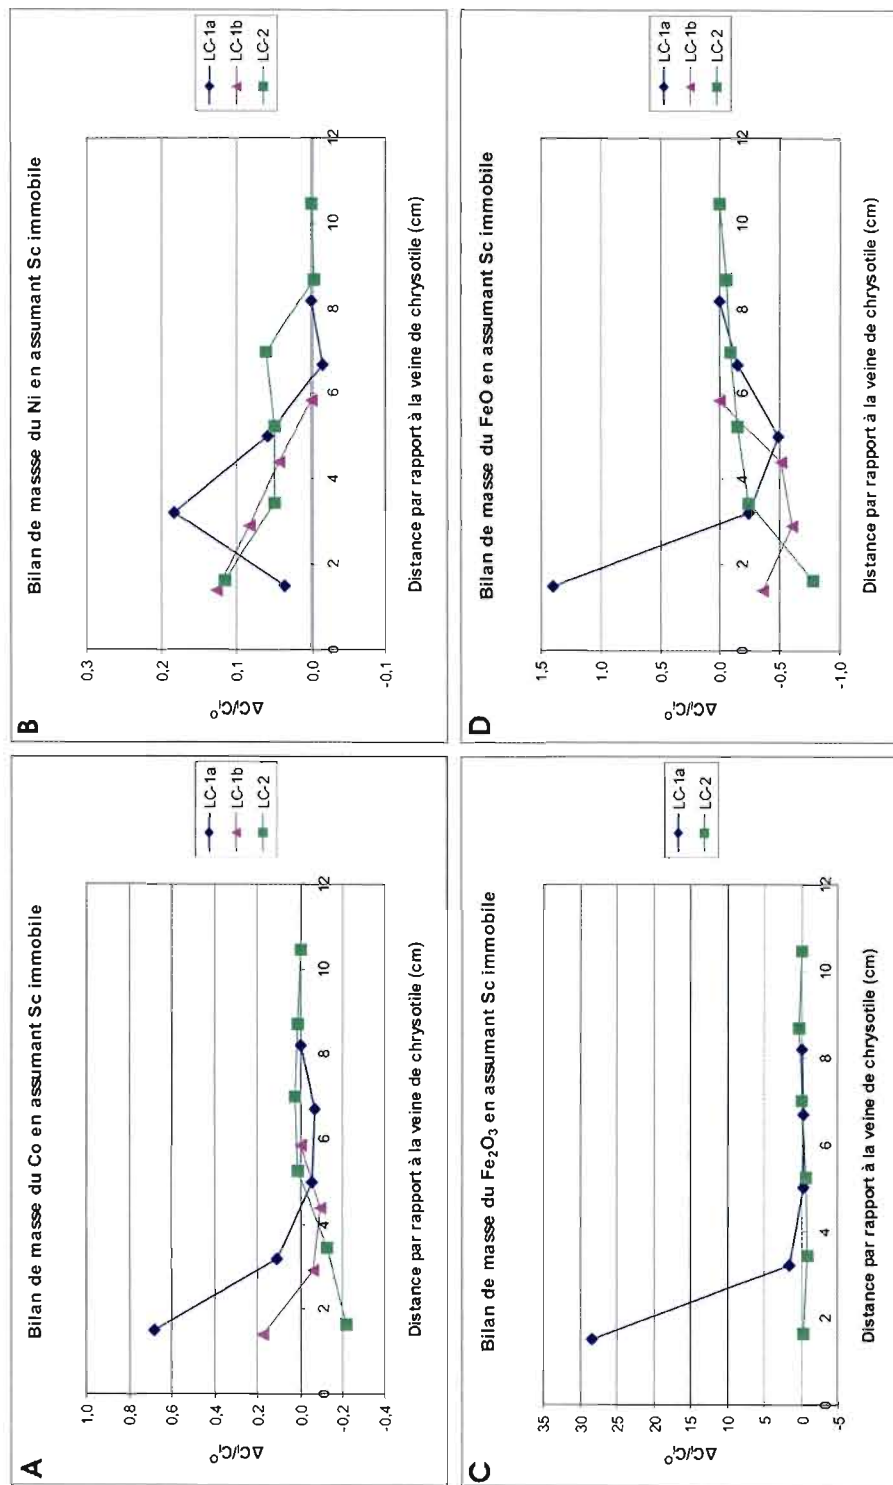 A
Bilan de masse du Co en assumant Sc immobile
1,0
0,8
0,6
0,4
0,2
0,0
-0,2
-0,4
0
2
4
6
8
10
12
ΔCᵢ/Cᵢ⁰
Distance par rapport à la veine de chrysotile (cm)
LC-1a
LC-1b
LC-2
B
Bilan de massse du Ni en assumant Sc immobile
0,3
0,2
0,1
0,0
-0,1
0
2
4
6
8
10
12
ΔCᵢ/Cᵢ⁰
Distance par rapport à la veine de chrysotile (cm)
LC-1a
LC-1b
LC-2
C
Bilan de masse du Fe₂O₃ en assumant Sc immobile
35
30
25
20
15
10
5
0
-5
0
2
4
6
8
10
12
ΔCᵢ/Cᵢ⁰
Distance par rapport à la veine de chrysotile (cm)
LC-1a
LC-2
D
Bilan de masse du FeO en assumant Sc immobile
1,5
1,0
0,5
0,0
-0,5
-1,0
0
2
4
6
8
10
12
ΔCᵢ/Cᵢ⁰
Distance par rapport à la veine de chrysotile (cm)
LC-1a
LC-1b
LC-2